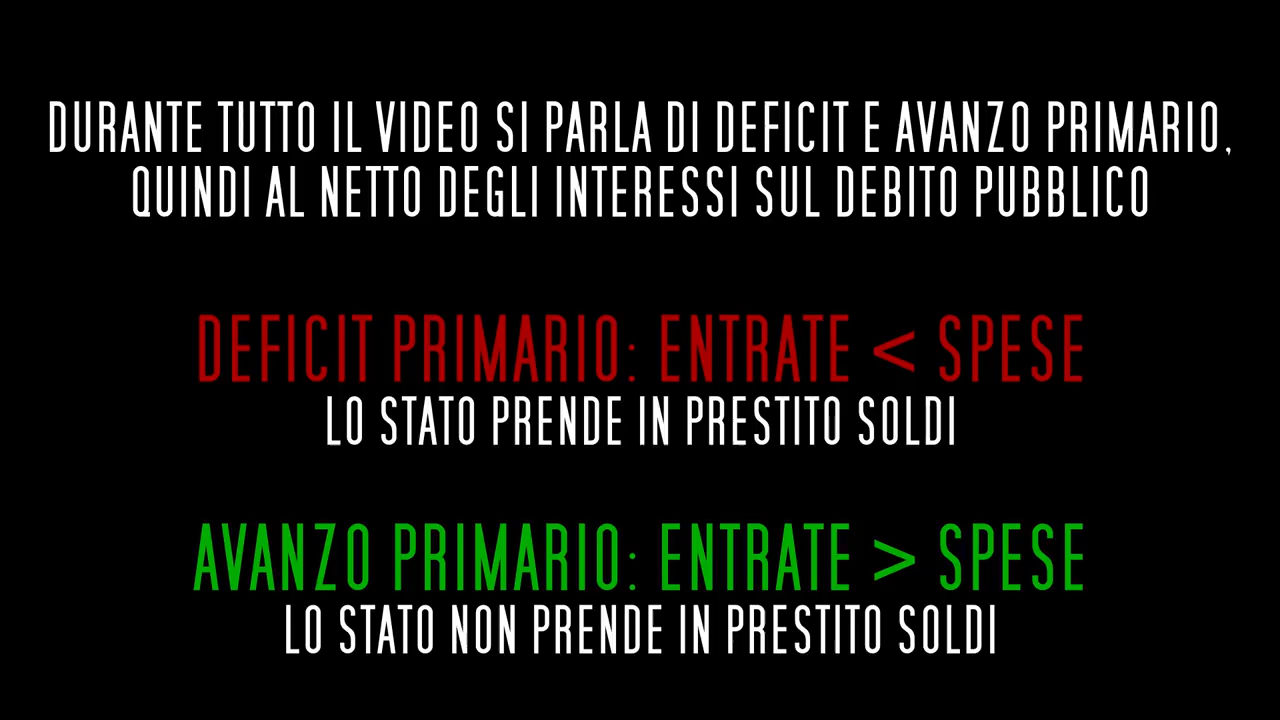 DURANTE TUTTO IL VIDEO SI PARLA DI DEFICIT E AVANZO PRIMARIO,
QUINDI AL NETTO DEGLI INTERESSI SUL DEBITO PUBBLICO
DEFICIT PRIMARIO: ENTRATE < SPESE
LO STATO PRENDE IN PRESTITO SOLDI
AVANZO PRIMARIO: ENTRATE > SPESE
LO STATO NON PRENDE IN PRESTITO SOLDI